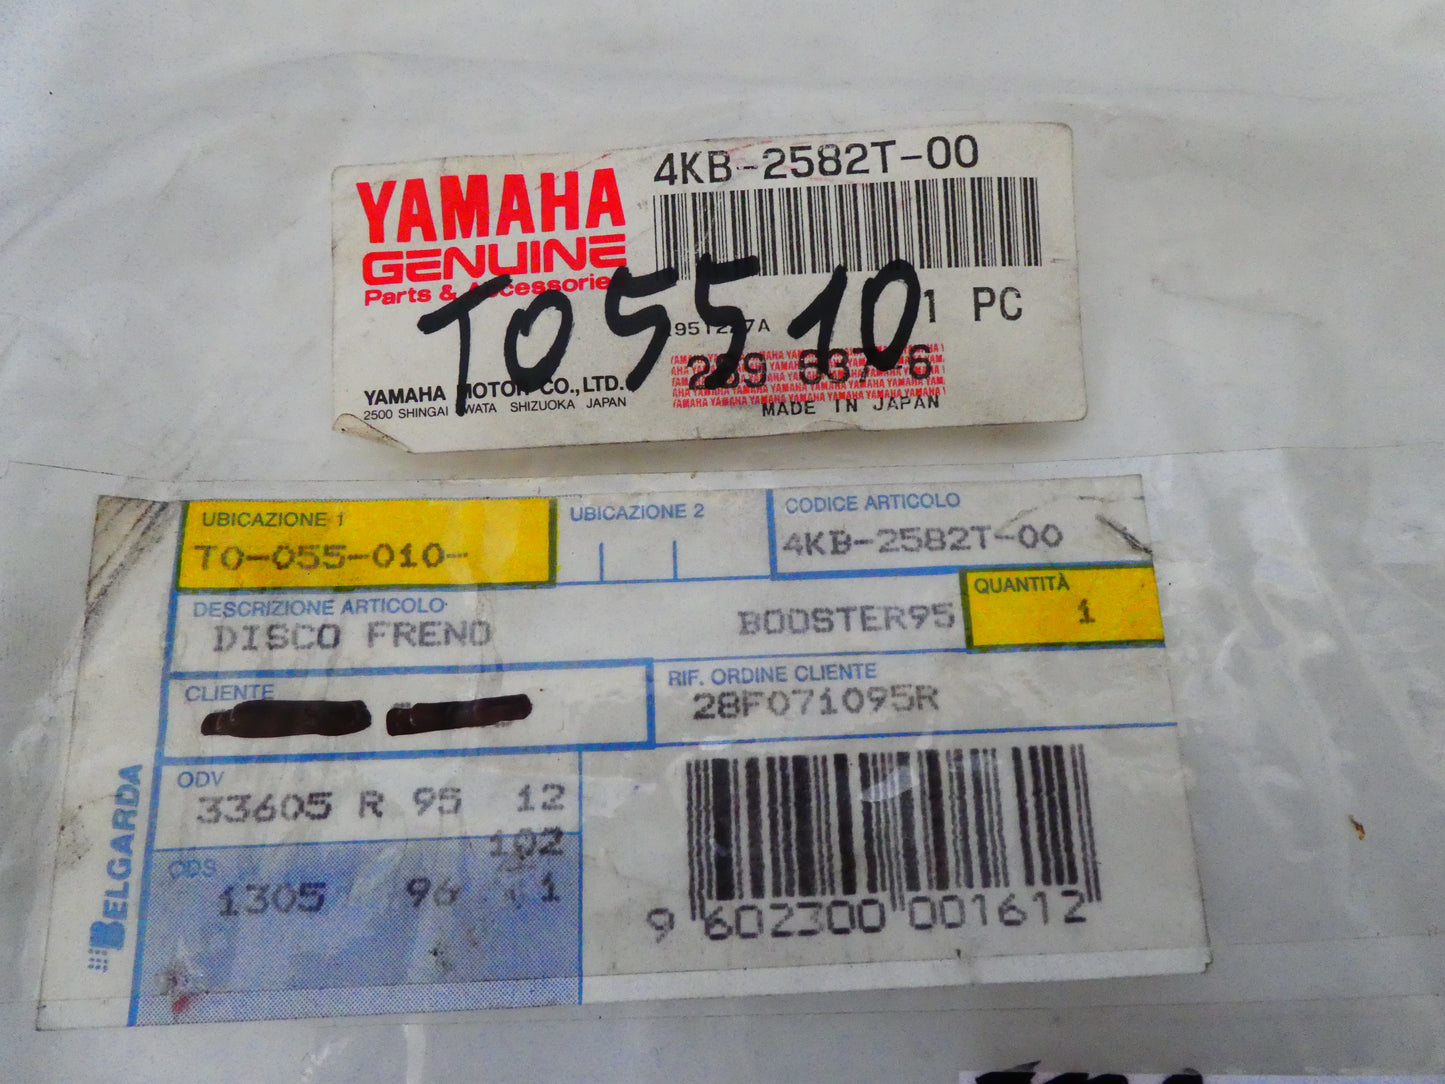 4KB-2582T-00
YAMAHA
GENUINE
Parts & Accessories
TO5510
1 PC
YAMAHA MOTOR CO., LTD.
2500 SHINGAI IWATA SHIZUOKA JAPAN
MADE IN JAPAN
UBICAZIONE 1
TO-055-010-
UBICAZIONE 2
CODICE ARTICOLO
4KB-2582T-00
DESCRIZIONE ARTICOLO
DISCO FRENO
BOOSTER95
QUANTITÀ
1
CLIENTE
RIF. ORDINE CLIENTE
28F071095R
ODV
33605 R 95 12
102
ODS
1305 96 1
BELGARDA
9 602300 001612